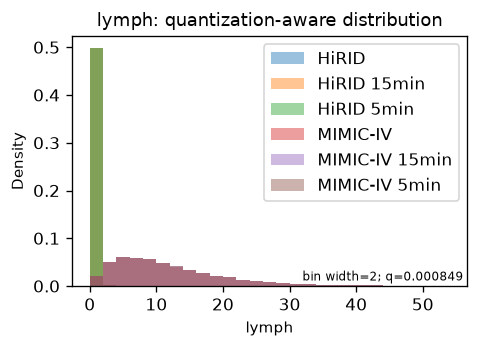 lymph: quantization-aware distribution
Density
0.5
0.4
0.3
0.2
0.1
0.0
HiRID
HiRID 15min
HiRID 5min
MIMIC-IV
MIMIC-IV 15min
MIMIC-IV 5min
bin width=2; q=0.000849
0 10 20 30 40 50
lymph